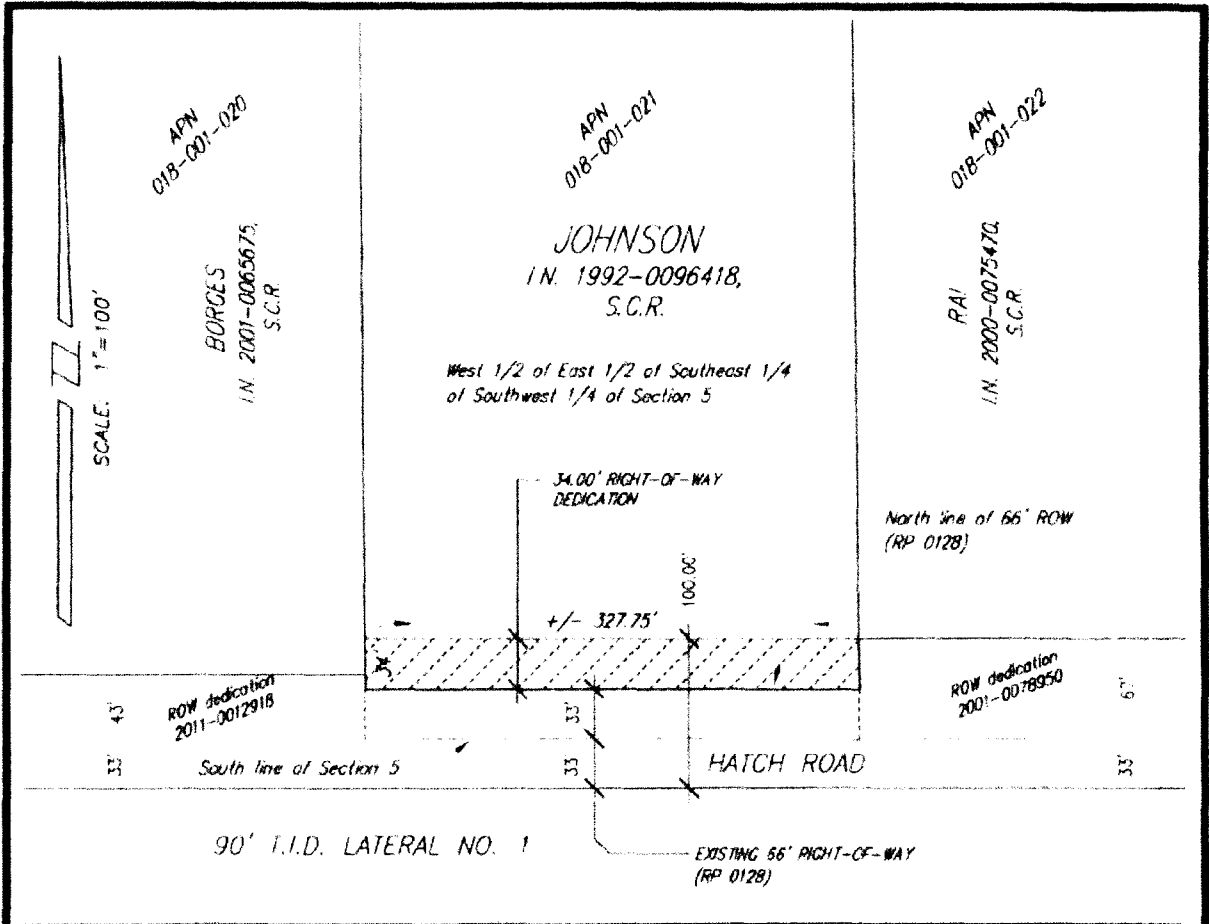 APN
018-001-020
APN
018-001-021
APN
018-001-022
SCALE: 1"=100'
BORGES
I.N. 2001-0065675,
S.C.R.
JOHNSON
I.N. 1992-0096418,
S.C.R.
RAI
I.N. 2000-0075470,
S.C.R.
West 1/2 of East 1/2 of Southeast 1/4
of Southwest 1/4 of Section 5
34.00' RIGHT-OF-WAY
DEDICATION
North line of 66' ROW
(RP 0128)
100.00'
+/- 327.75'
34'
43'
ROW dedication
2011-0012918
33'
ROW dedication
2001-0078950
67'
33'
South line of Section 5
33'
HATCH ROAD
33'
90' T.I.D. LATERAL NO. 1
EXISTING 66' RIGHT-OF-WAY
(RP 0128)